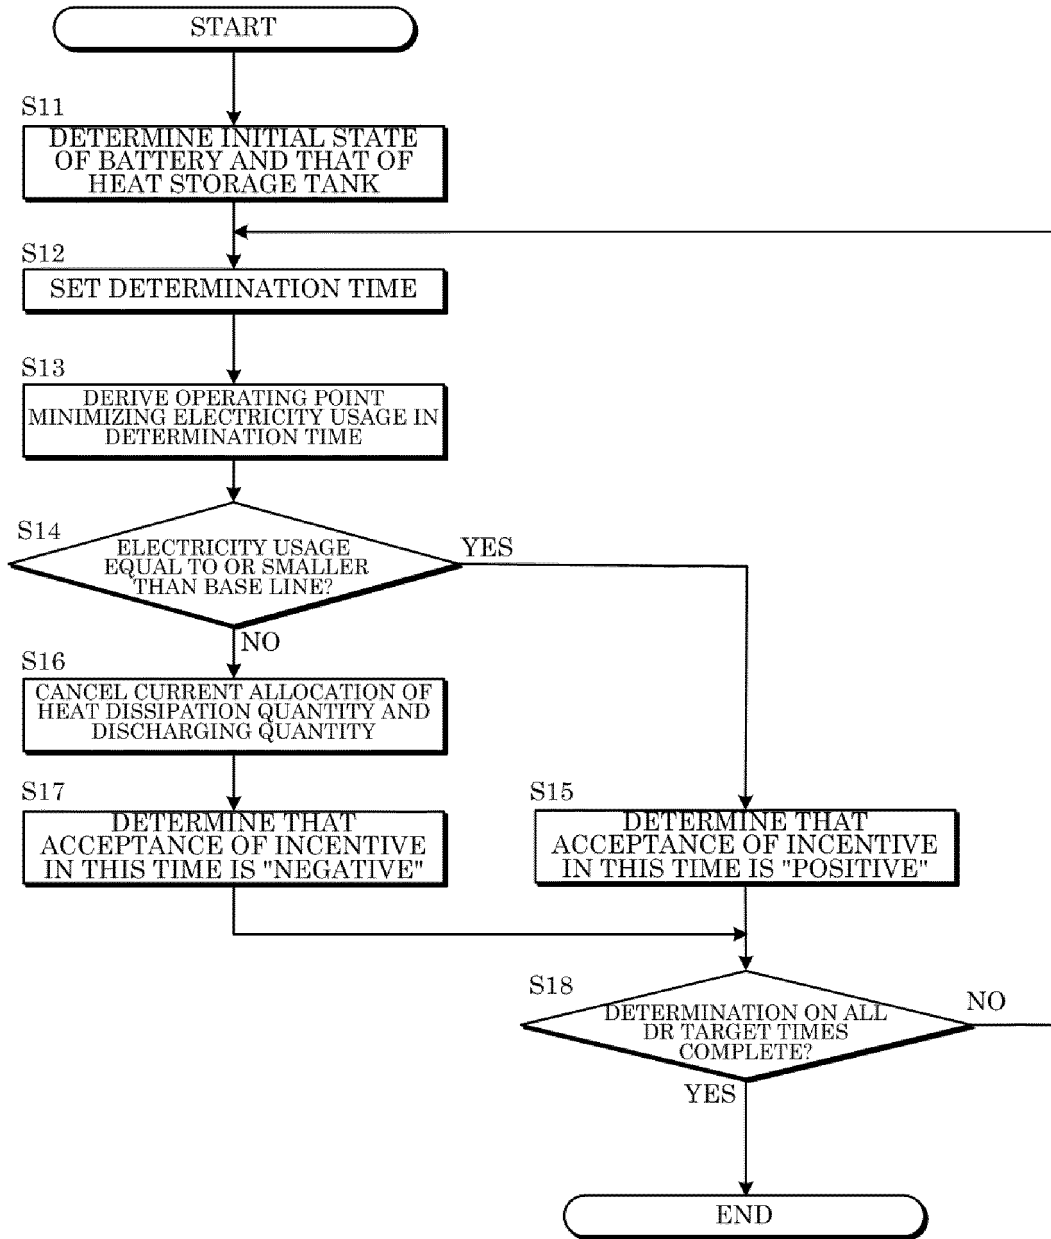 START
S11
DETERMINE INITIAL STATE
OF BATTERY AND THAT OF
HEAT STORAGE TANK
S12
SET DETERMINATION TIME
S13
DERIVE OPERATING POINT
MINIMIZING ELECTRICITY USAGE IN
DETERMINATION TIME
S14
ELECTRICITY USAGE
EQUAL TO OR SMALLER
THAN BASE LINE?
YES
NO
S16
CANCEL CURRENT ALLOCATION OF
HEAT DISSIPATION QUANTITY AND
DISCHARGING QUANTITY
S17
DETERMINE THAT
ACCEPTANCE OF INCENTIVE
IN THIS TIME IS "NEGATIVE"
S15
DETERMINE THAT
ACCEPTANCE OF INCENTIVE
IN THIS TIME IS "POSITIVE"
S18
DETERMINATION ON ALL
DR TARGET TIMES
COMPLETE?
NO
YES
END